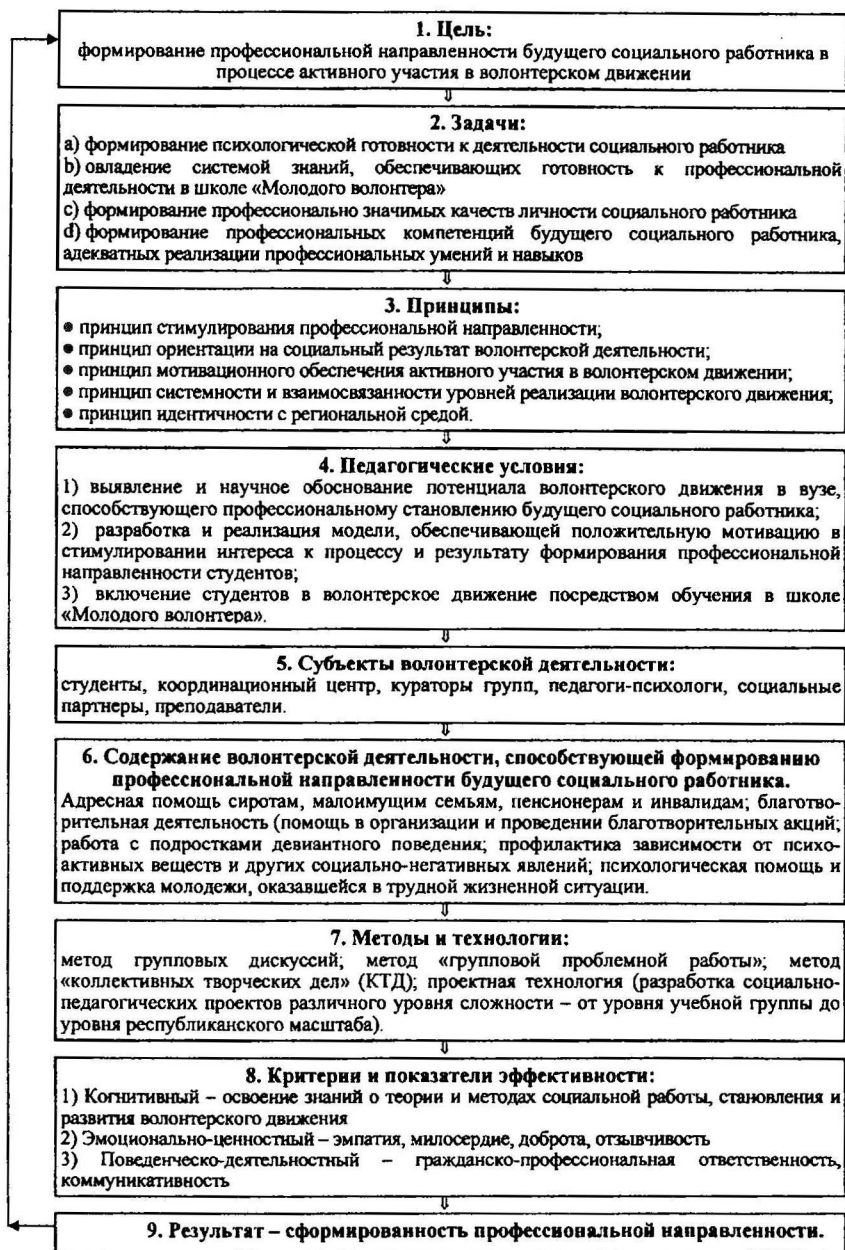 1. Цель:
формирование профессиональной направленности будущего социального работника в
процессе активного участия в волонтерском движении
⇓
2. Задачи:
a) формирование психологической готовности к деятельности социального работника
b) овладение системой знаний, обеспечивающих готовность к профессиональной
деятельности в школе «Молодого волонтера»
c) формирование профессионально значимых качеств личности социального работника
d) формирование профессиональных компетенций будущего социального работника,
адекватных реализации профессиональных умений и навыков
⇓
3. Принципы:
● принцип стимулирования профессиональной направленности;
● принцип ориентации на социальный результат волонтерской деятельности;
● принцип мотивационного обеспечения активного участия в волонтерском движении;
● принцип системности и взаимосвязанности уровней реализации волонтерского движения;
● принцип идентичности с региональной средой.
⇓
4. Педагогические условия:
1) выявление и научное обоснование потенциала волонтерского движения в вузе,
способствующего профессиональному становлению будущего социального работника;
2) разработка и реализация модели, обеспечивающей положительную мотивацию в
стимулировании интереса к процессу и результату формирования профессиональной
направленности студентов;
3) включение студентов в волонтерское движение посредством обучения в школе
«Молодого волонтера».
⇓
5. Субъекты волонтерской деятельности:
студенты, координационный центр, кураторы групп, педагоги-психологи, социальные
партнеры, преподаватели.
⇓
6. Содержание волонтерской деятельности, способствующей формированию
профессиональной направленности будущего социального работника.
Адресная помощь сиротам, малоимущим семьям, пенсионерам и инвалидам; благотво-
рительная деятельность (помощь в организации и проведении благотворительных акций;
работа с подростками девиантного поведения; профилактика зависимости от психо-
активных веществ и других социально-негативных явлений; психологическая помощь и
поддержка молодежи, оказавшейся в трудной жизненной ситуации.
⇓
7. Методы и технологии:
метод групповых дискуссий; метод «групповой проблемной работы»; метод
«коллективных творческих дел» (КТД); проектная технология (разработка социально-
педагогических проектов различного уровня сложности – от уровня учебной группы до
уровня республиканского масштаба).
⇓
8. Критерии и показатели эффективности:
1) Когнитивный – освоение знаний о теории и методах социальной работы, становления и
развития волонтерского движения
2) Эмоционально-ценностный – эмпатия, милосердие, доброта, отзывчивость
3) Поведенческо-деятельностный – гражданско-профессиональная ответственность,
коммуникативность
⇓
9. Результат – сформированность профессиональной направленности.